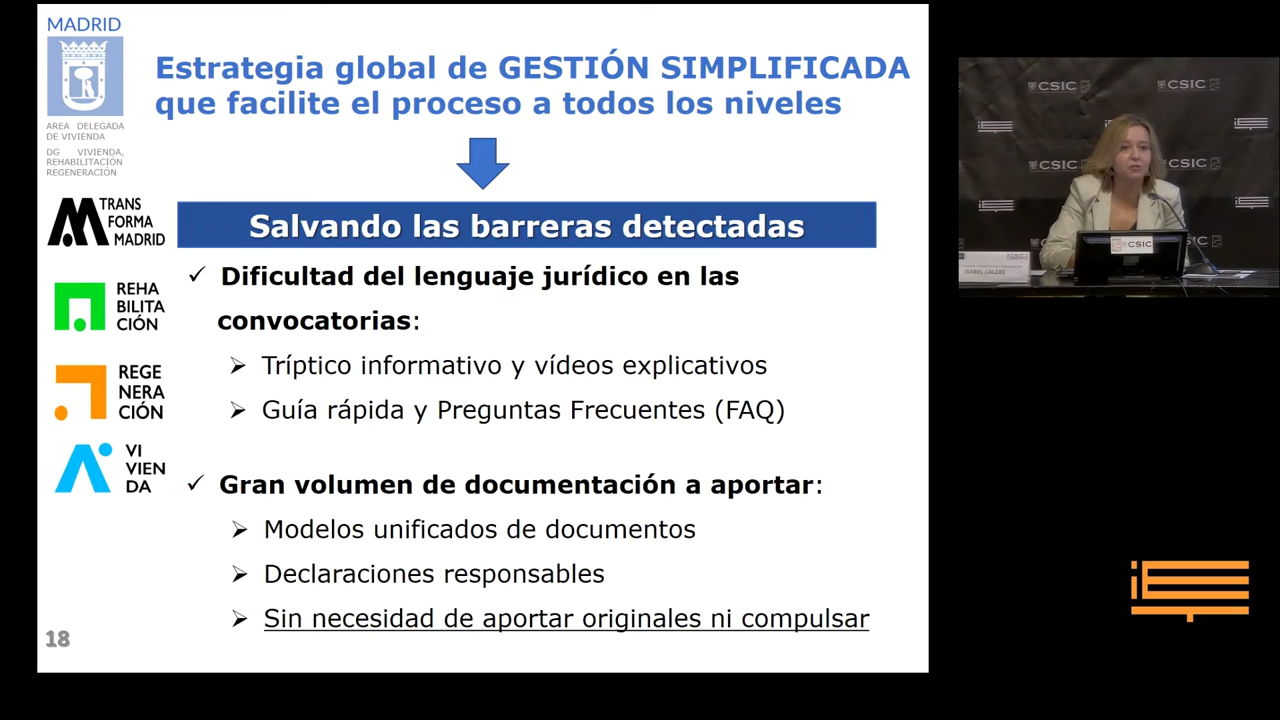 MADRID
AREA DELEGADA
DE VIVIENDA
DG VIVIENDA,
REHABILITACIÓN
REGENERACIÓN
TRANS
FORMA
MADRID
REHA
BILITA
CIÓN
REGE
NERA
CIÓN
VI
VIEN
DA
18
Estrategia global de GESTIÓN SIMPLIFICADA
que facilite el proceso a todos los niveles
Salvando las barreras detectadas
✓ Dificultad del lenguaje jurídico en las
convocatorias:
➢ Tríptico informativo y vídeos explicativos
➢ Guía rápida y Preguntas Frecuentes (FAQ)
✓ Gran volumen de documentación a aportar:
➢ Modelos unificados de documentos
➢ Declaraciones responsables
➢ Sin necesidad de aportar originales ni compulsar
CSIC
CSIC
CSIC
CSIC
CSIC
CSIC
ISABEL CALZAS